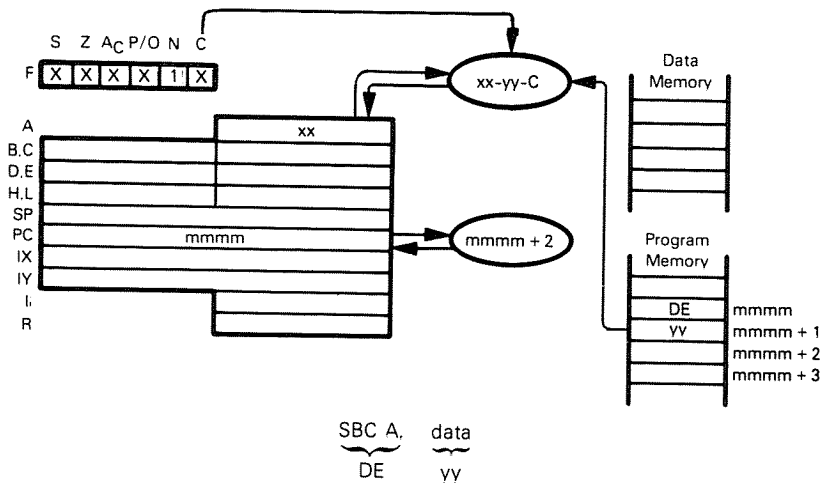 S Z AC P/O N C
F X X X X 1 X
xx-yy-C
Data
Memory
A xx
B,C
D,E
H,L
SP
PC mmmm
mmmm + 2
IX
IY
I
R
Program
Memory
DE mmmm
yy mmmm + 1
mmmm + 2
mmmm + 3
SBC A, data
DE yy